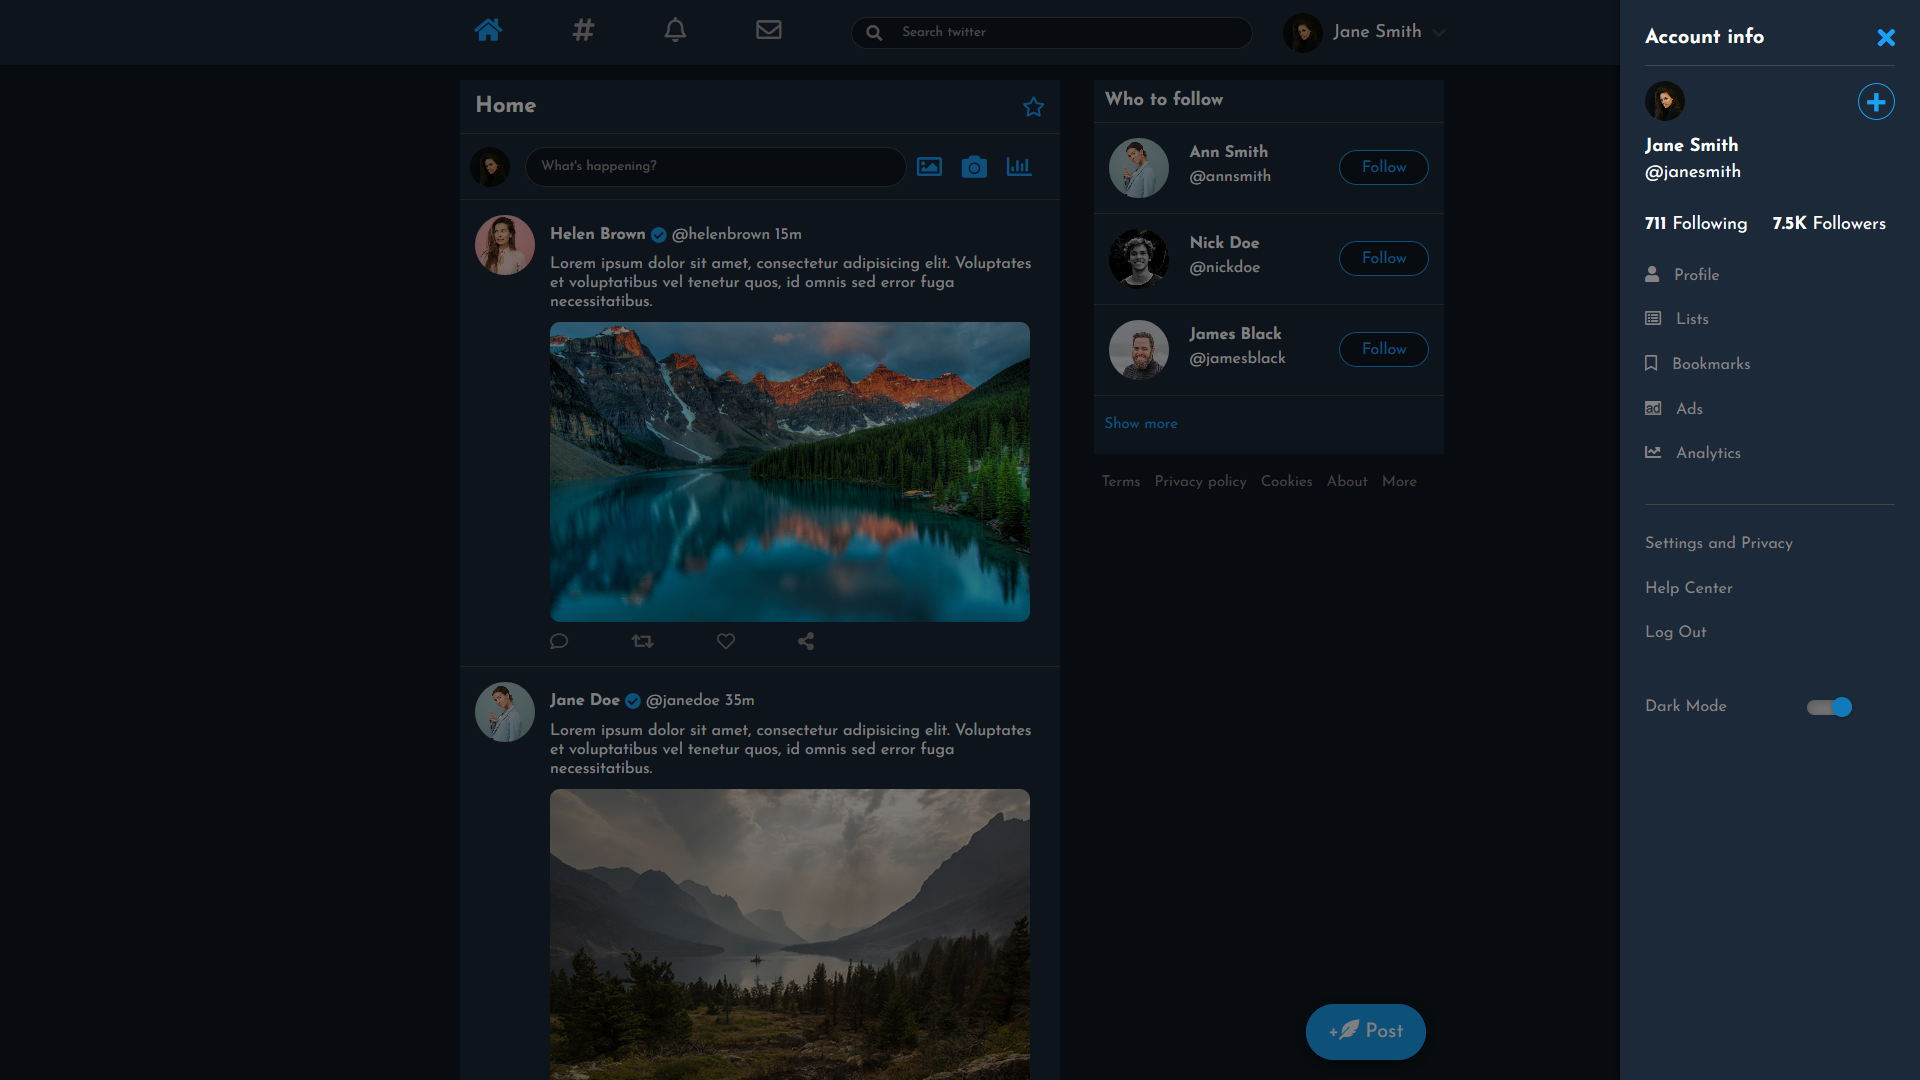 Search twitter
Jane Smith
Home
What's happening?
Helen Brown @helenbrown 15m
Lorem ipsum dolor sit amet, consectetur adipisicing elit. Voluptates
et voluptatibus vel tenetur quos, id omnis sed error fuga
necessitatibus.
Jane Doe @janedoe 35m
Lorem ipsum dolor sit amet, consectetur adipisicing elit. Voluptates
et voluptatibus vel tenetur quos, id omnis sed error fuga
necessitatibus.
Who to follow
Ann Smith
@annsmith
Follow
Nick Doe
@nickdoe
Follow
James Black
@jamesblack
Follow
Show more
Terms Privacy policy Cookies About More
+ Post
Account info
Jane Smith
@janesmith
711 Following 7.5K Followers
Profile
Lists
Bookmarks
ad Ads
Analytics
Settings and Privacy
Help Center
Log Out
Dark Mode